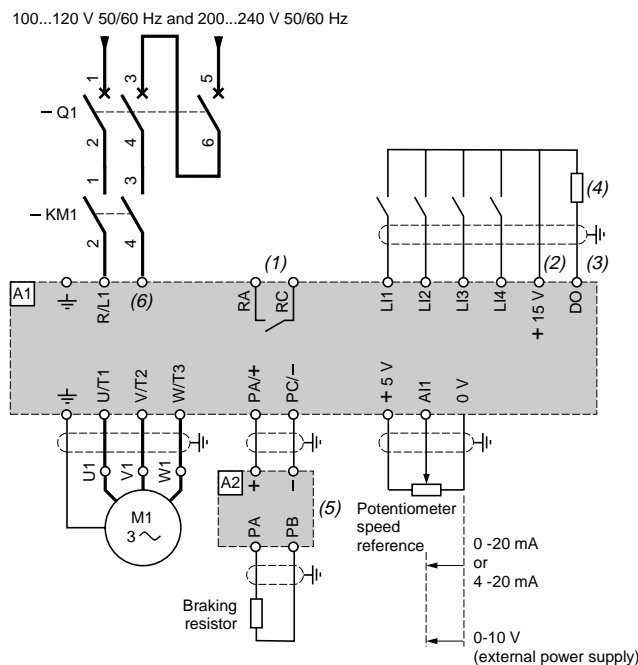 100...120 V 50/60 Hz and 200...240 V 50/60 Hz
1 3 5
– Q1
2 4 6
1 3
– KM1
2 4
(4)
(1) (2) (3)
A1
R/L1 (6) RA RC LI1 LI2 LI3 LI4 + 15 V DO
U/T1 V/T2 W/T3 PA/+ PC/– + 5 V AI1 0 V
U1 V1 W1
A2 + –
(5)
M1
3
PA PB
Potentiometer
speed
reference
0 -20 mA
or
4 -20 mA
Braking
resistor
0-10 V
(external power supply)